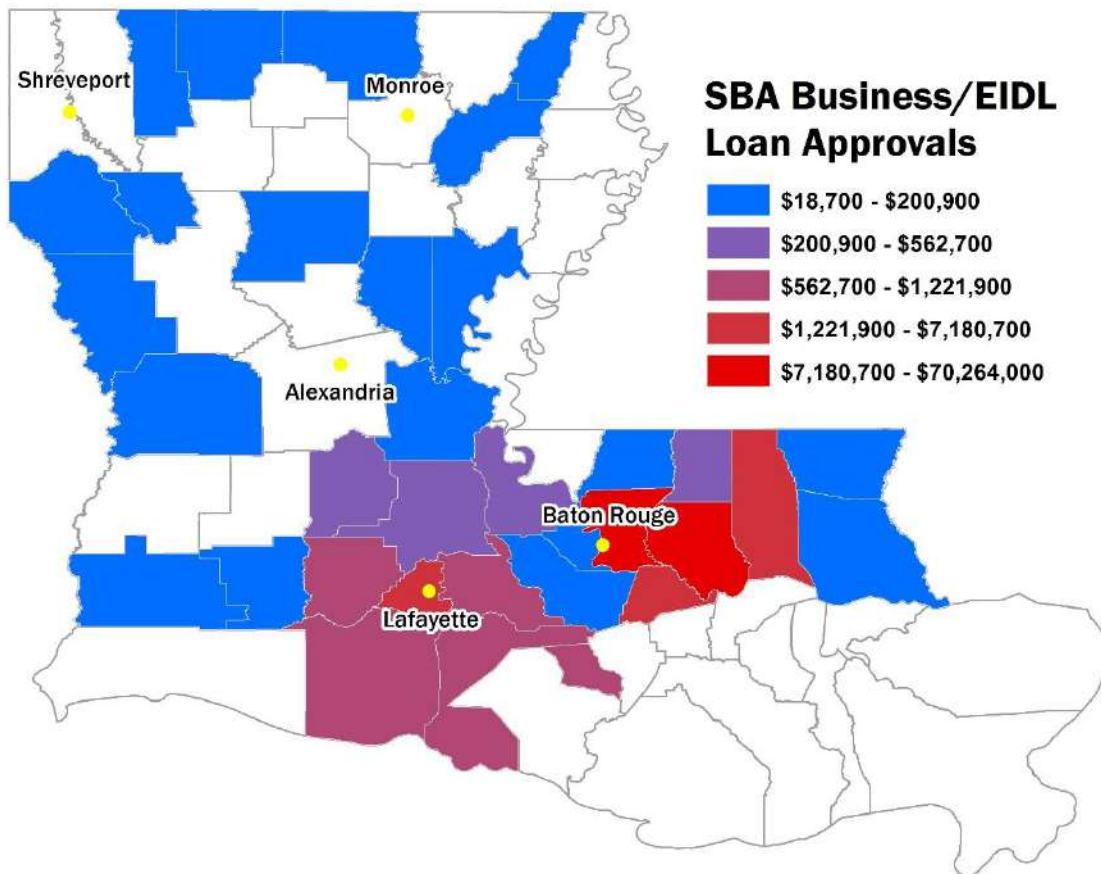 Shreveport
Monroe
SBA Business/EIDL
Loan Approvals
$18,700 - $200,900
$200,900 - $562,700
$562,700 - $1,221,900
$1,221,900 - $7,180,700
$7,180,700 - $70,264,000
Alexandria
Baton Rouge
Lafayette